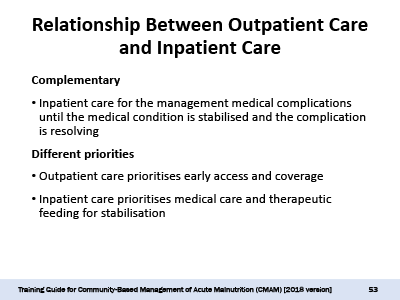 Relationship Between Outpatient Care
and Inpatient Care
Complementary
• Inpatient care for the management medical complications
until the medical condition is stabilised and the complication
is resolving
Different priorities
• Outpatient care prioritises early access and coverage
• Inpatient care prioritises medical care and therapeutic
feeding for stabilisation
Training Guide for Community-Based Management of Acute Malnutrition (CMAM) [2018 version] 53